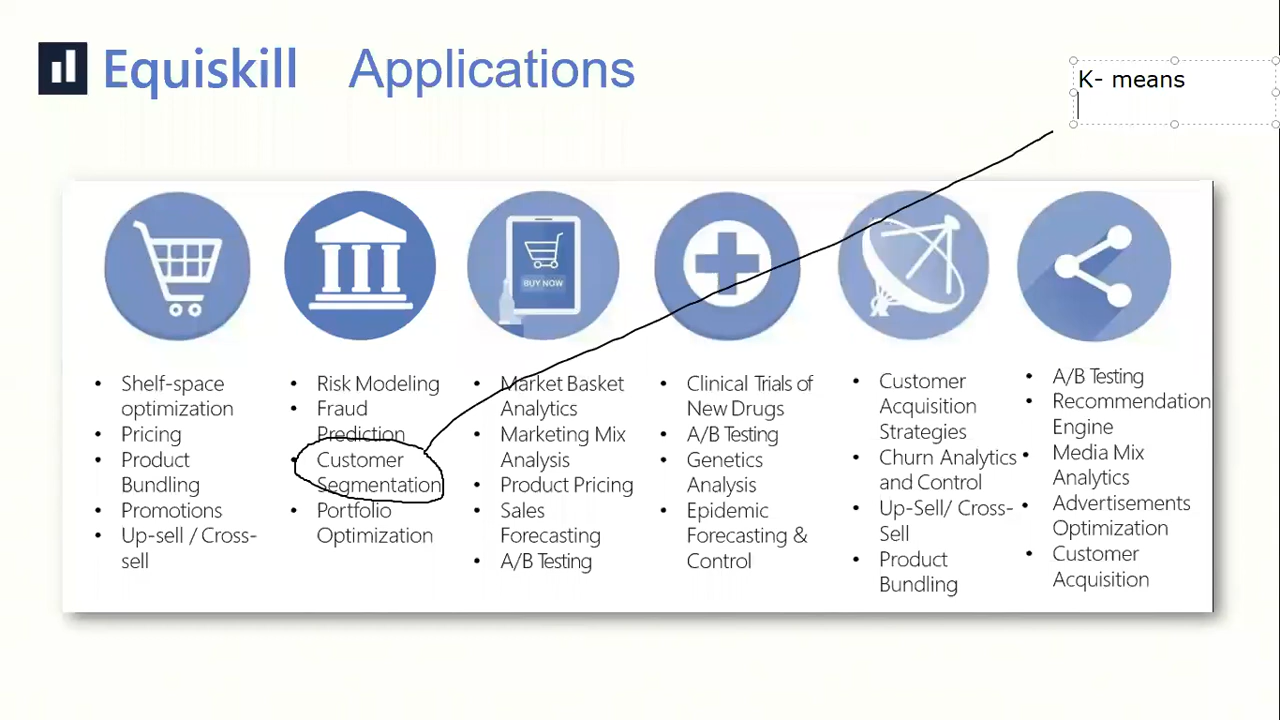 Equiskill Applications
K- means
BUY NOW
• Shelf-space
optimization
• Pricing
• Product
Bundling
• Promotions
• Up-sell / Cross-
sell
• Risk Modeling
• Fraud
Prediction
• Customer
Segmentation
• Portfolio
Optimization
• Market Basket
Analytics
• Marketing Mix
Analysis
• Product Pricing
• Sales
Forecasting
• A/B Testing
• Clinical Trials of
New Drugs
• A/B Testing
• Genetics
Analysis
• Epidemic
Forecasting &
Control
• Customer
Acquisition
Strategies
• Churn Analytics
and Control
• Up-Sell/ Cross-
Sell
• Product
Bundling
• A/B Testing
• Recommendation
Engine
• Media Mix
Analytics
• Advertisements
Optimization
• Customer
Acquisition